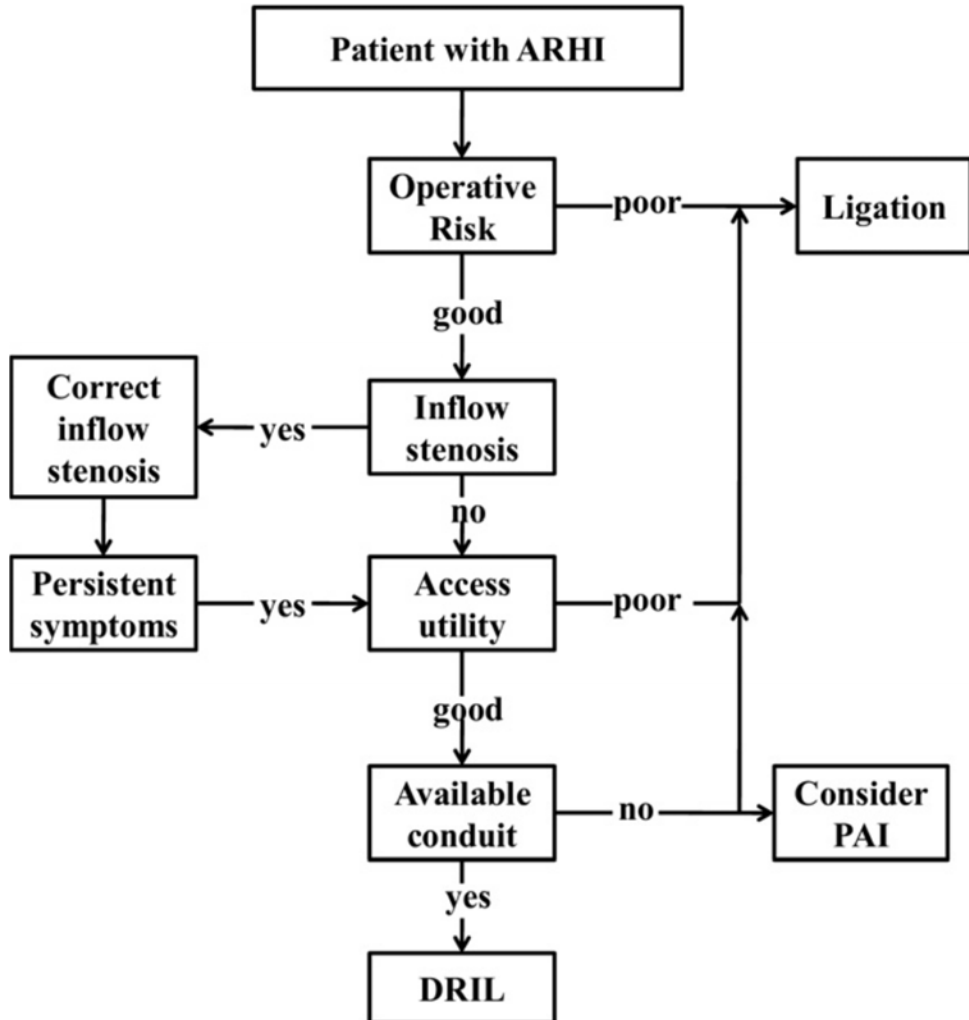 Patient with ARHI
Operative
Risk
poor
Ligation
good
Correct
inflow
stenosis
yes
Inflow
stenosis
no
Persistent
symptoms
yes
Access
utility
poor
good
Available
conduit
no
Consider
PAI
yes
DRIL